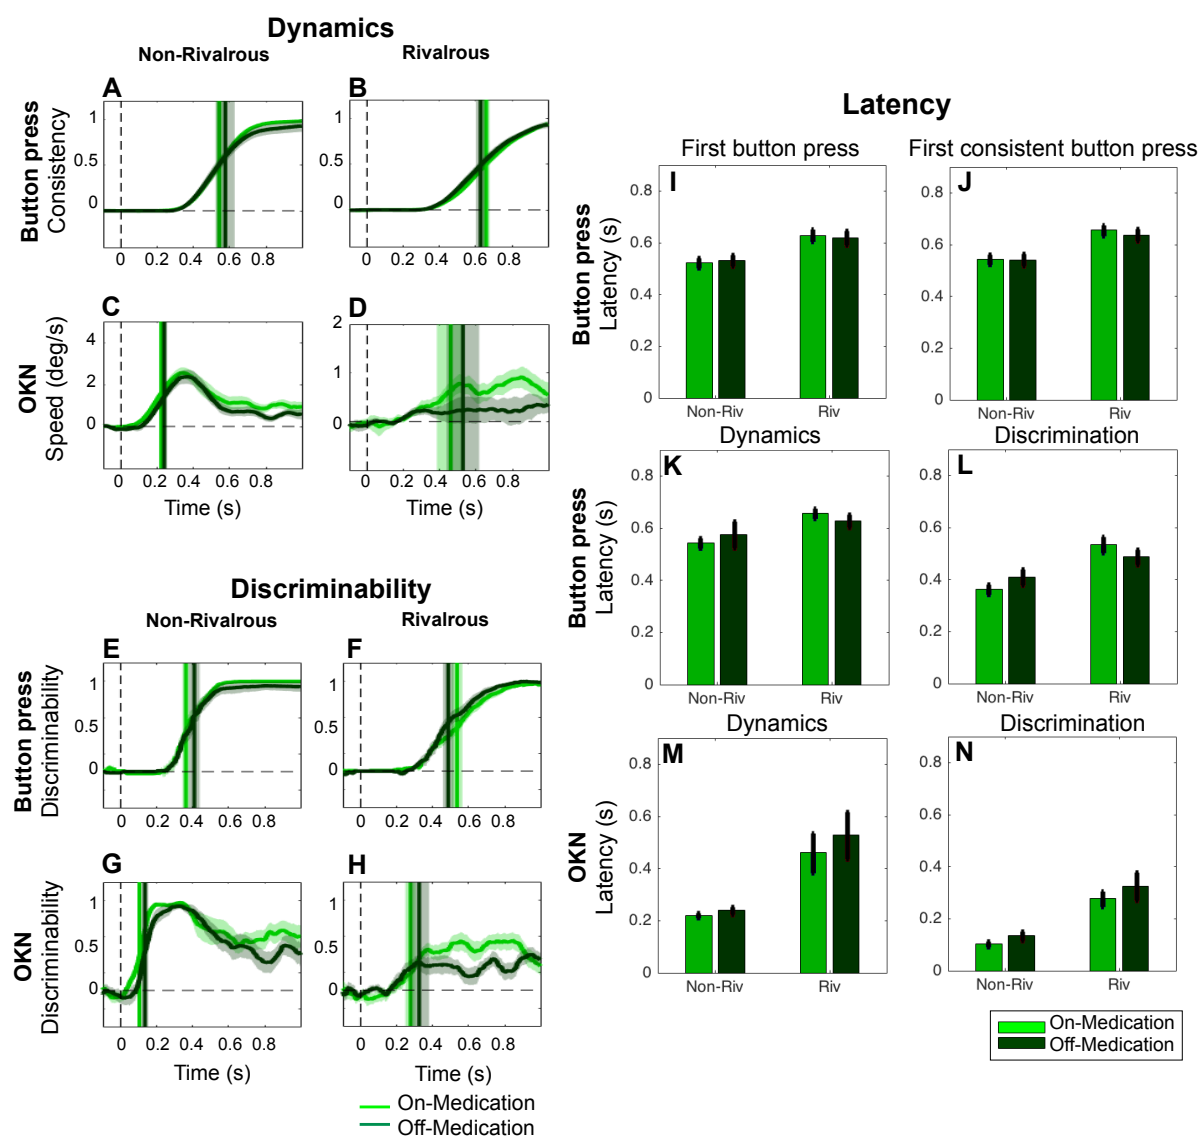 Dynamics
Non-Rivalrous
Rivalrous
A
B
Button press
Consistency
1
0.5
0
0 0.2 0.4 0.6 0.8
1
0.5
0
0 0.2 0.4 0.6 0.8
C
D
OKN
Speed (deg/s)
4
2
0
0 0.2 0.4 0.6 0.8
2
1
0
0 0.2 0.4 0.6 0.8
Time (s)
Time (s)
Discriminability
Non-Rivalrous
Rivalrous
E
F
Button press
Discriminability
1
0.5
0
0 0.2 0.4 0.6 0.8
1
0.5
0
0 0.2 0.4 0.6 0.8
G
H
OKN
Discriminability
1
0.5
0
0 0.2 0.4 0.6 0.8
1
0.5
0
0 0.2 0.4 0.6 0.8
Time (s)
Time (s)
On-Medication
Off-Medication
Latency
First button press
First consistent button press
I
J
Button press
Latency (s)
0.8
0.6
0.4
0.2
0
Non-Riv
Riv
0.8
0.6
0.4
0.2
0
Non-Riv
Riv
Dynamics
Discrimination
K
L
Button press
Latency (s)
0.8
0.6
0.4
0.2
0
Non-Riv
Riv
0.8
0.6
0.4
0.2
0
Non-Riv
Riv
Dynamics
Discrimination
M
N
OKN
Latency (s)
0.8
0.6
0.4
0.2
0
Non-Riv
Riv
0.8
0.6
0.4
0.2
0
Non-Riv
Riv
On-Medication
Off-Medication